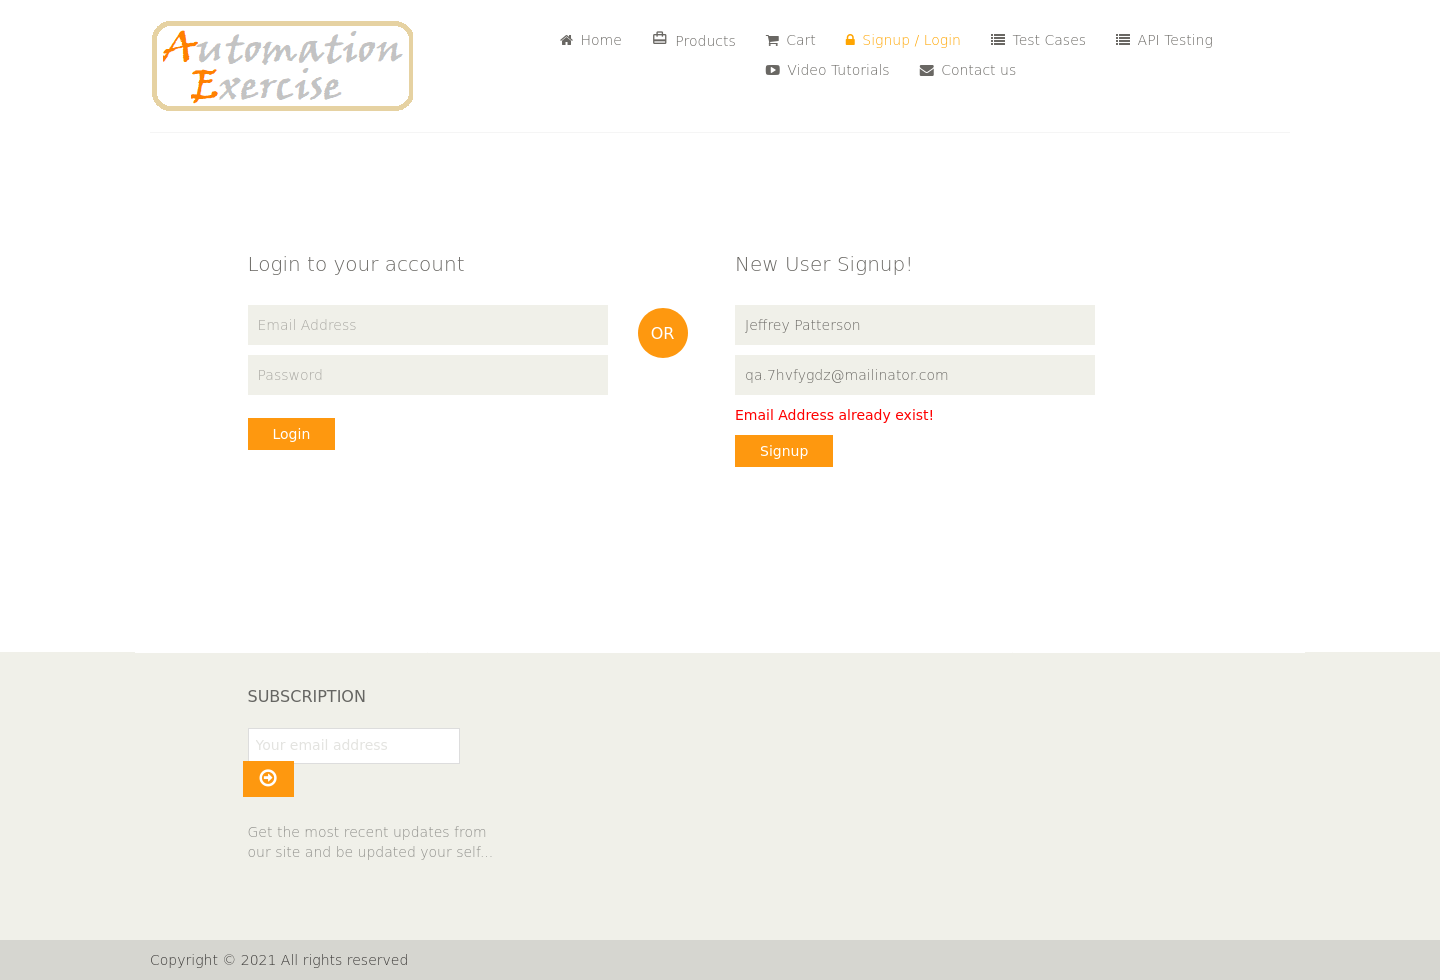 Automation
Exercise
Home
Products
Cart
Signup / Login
Test Cases
API Testing
Video Tutorials
Contact us
Login to your account
Email Address
Password
Login
OR
New User Signup!
Jeffrey Patterson
qa.7hvfygdz@mailinator.com
Email Address already exist!
Signup
SUBSCRIPTION
Your email address
Get the most recent updates from
our site and be updated your self...
Copyright © 2021 All rights reserved